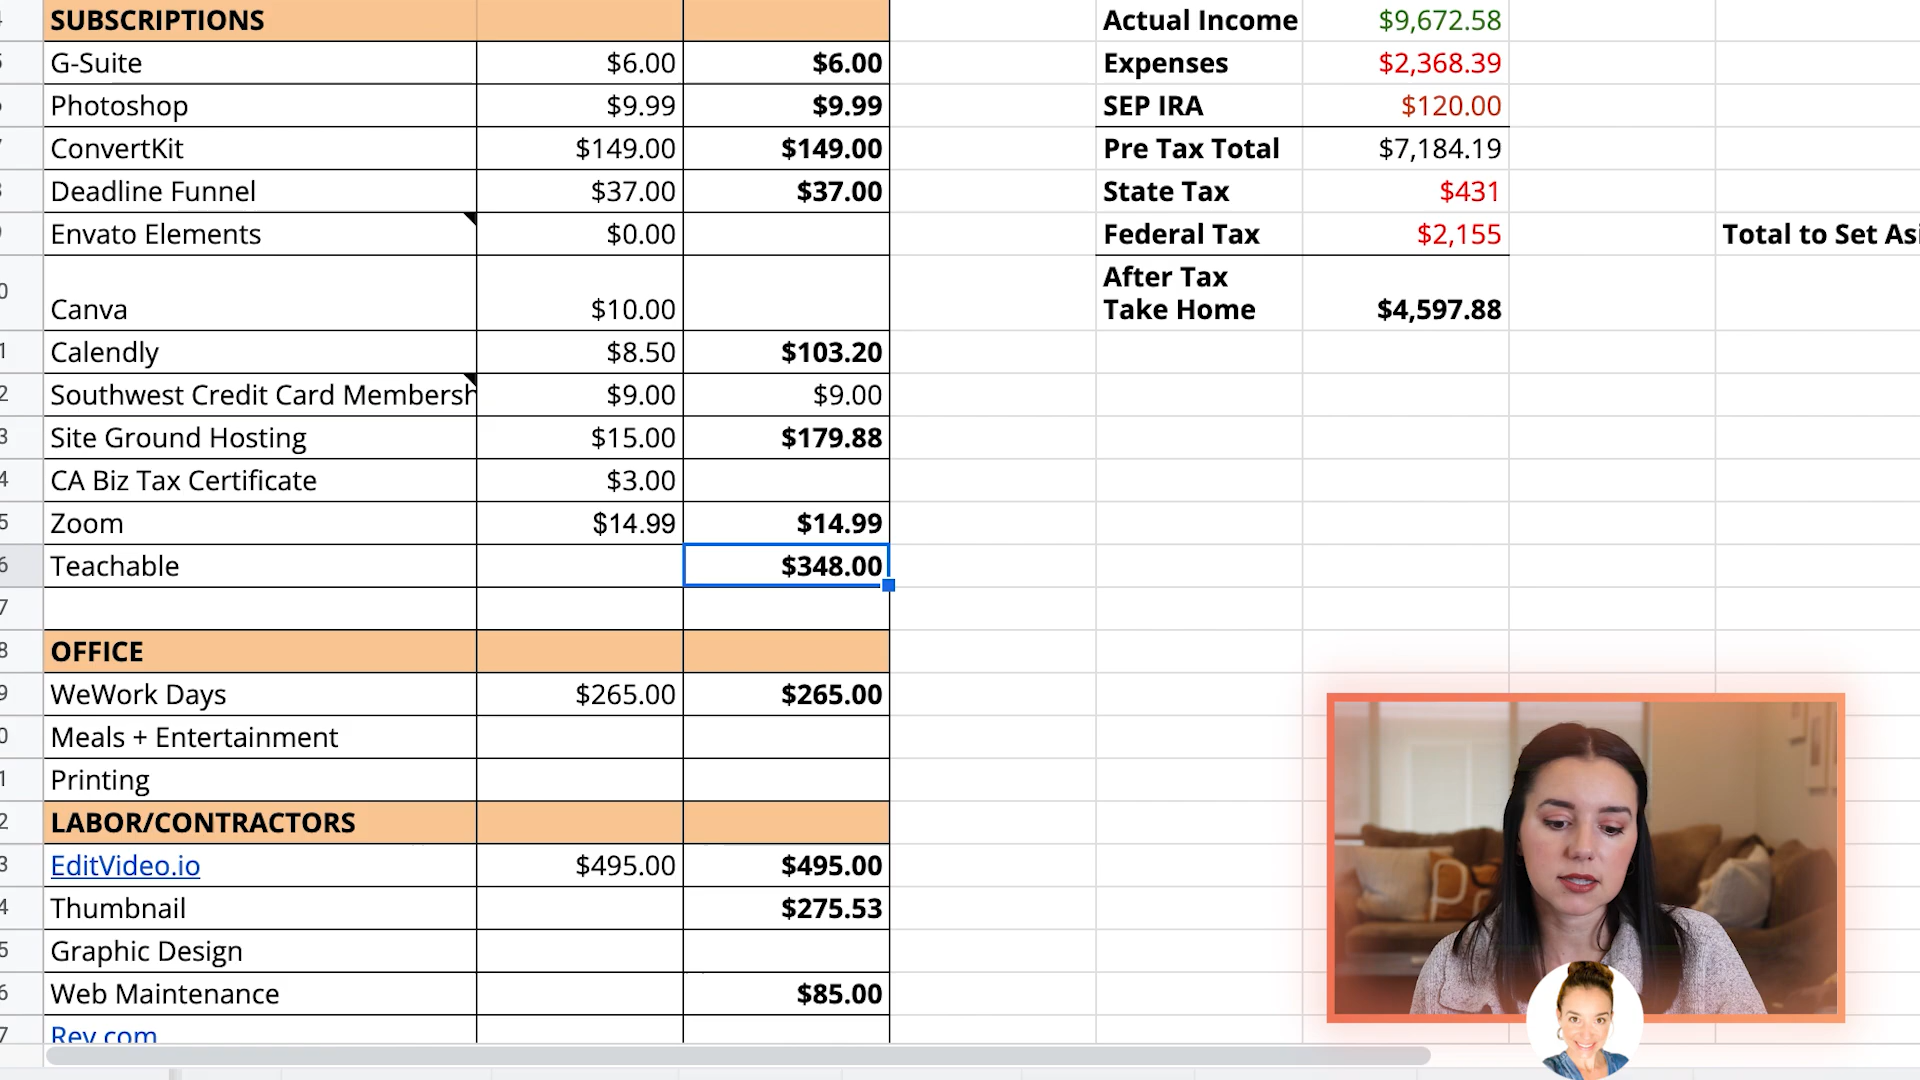 SUBSCRIPTIONS
G-Suite $6.00 $6.00
Photoshop $9.99 $9.99
ConvertKit $149.00 $149.00
Deadline Funnel $37.00 $37.00
Envato Elements $0.00
Canva $10.00
Calendly $8.50 $103.20
Southwest Credit Card Membersh $9.00 $9.00
Site Ground Hosting $15.00 $179.88
CA Biz Tax Certificate $3.00
Zoom $14.99 $14.99
Teachable $348.00
OFFICE
WeWork Days $265.00 $265.00
Meals + Entertainment
Printing
LABOR/CONTRACTORS
EditVideo.io $495.00 $495.00
Thumbnail $275.53
Graphic Design
Web Maintenance $85.00
Rev.com
Actual Income $9,672.58
Expenses $2,368.39
SEP IRA $120.00
Pre Tax Total $7,184.19
State Tax $431
Federal Tax $2,155
After Tax
Take Home $4,597.88
Total to Set Asi